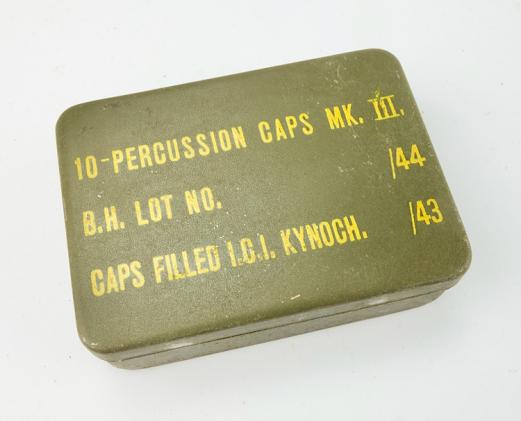 10-PERCUSSION CAPS MK. III.
B.H. LOT NO. /44
CAPS FILLED I.C.I. KYNOCH. /43